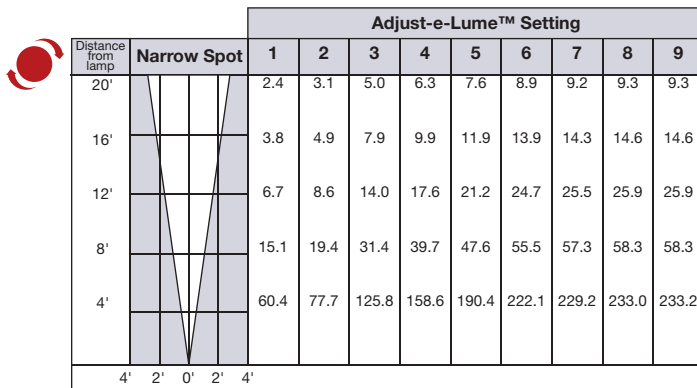 Adjust-e-Lume™ Setting
Distance
from
lamp
Narrow Spot 1 2 3 4 5 6 7 8 9
20' 2.4 3.1 5.0 6.3 7.6 8.9 9.2 9.3 9.3
16' 3.8 4.9 7.9 9.9 11.9 13.9 14.3 14.6 14.6
12' 6.7 8.6 14.0 17.6 21.2 24.7 25.5 25.9 25.9
8' 15.1 19.4 31.4 39.7 47.6 55.5 57.3 58.3 58.3
4' 60.4 77.7 125.8 158.6 190.4 222.1 229.2 233.0 233.2
4' 2' 0' 2' 4'